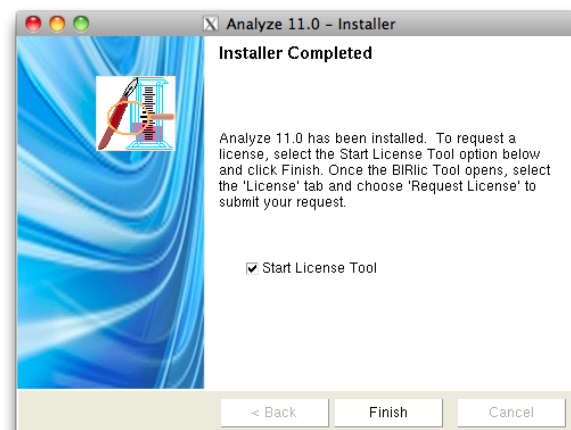 Analyze 11.0 – Installer
Installer Completed
Analyze 11.0 has been installed. To request a
license, select the Start License Tool option below
and click Finish. Once the BIRlic Tool opens, select
the 'License' tab and choose 'Request License' to
submit your request.
Start License Tool
< Back Finish Cancel